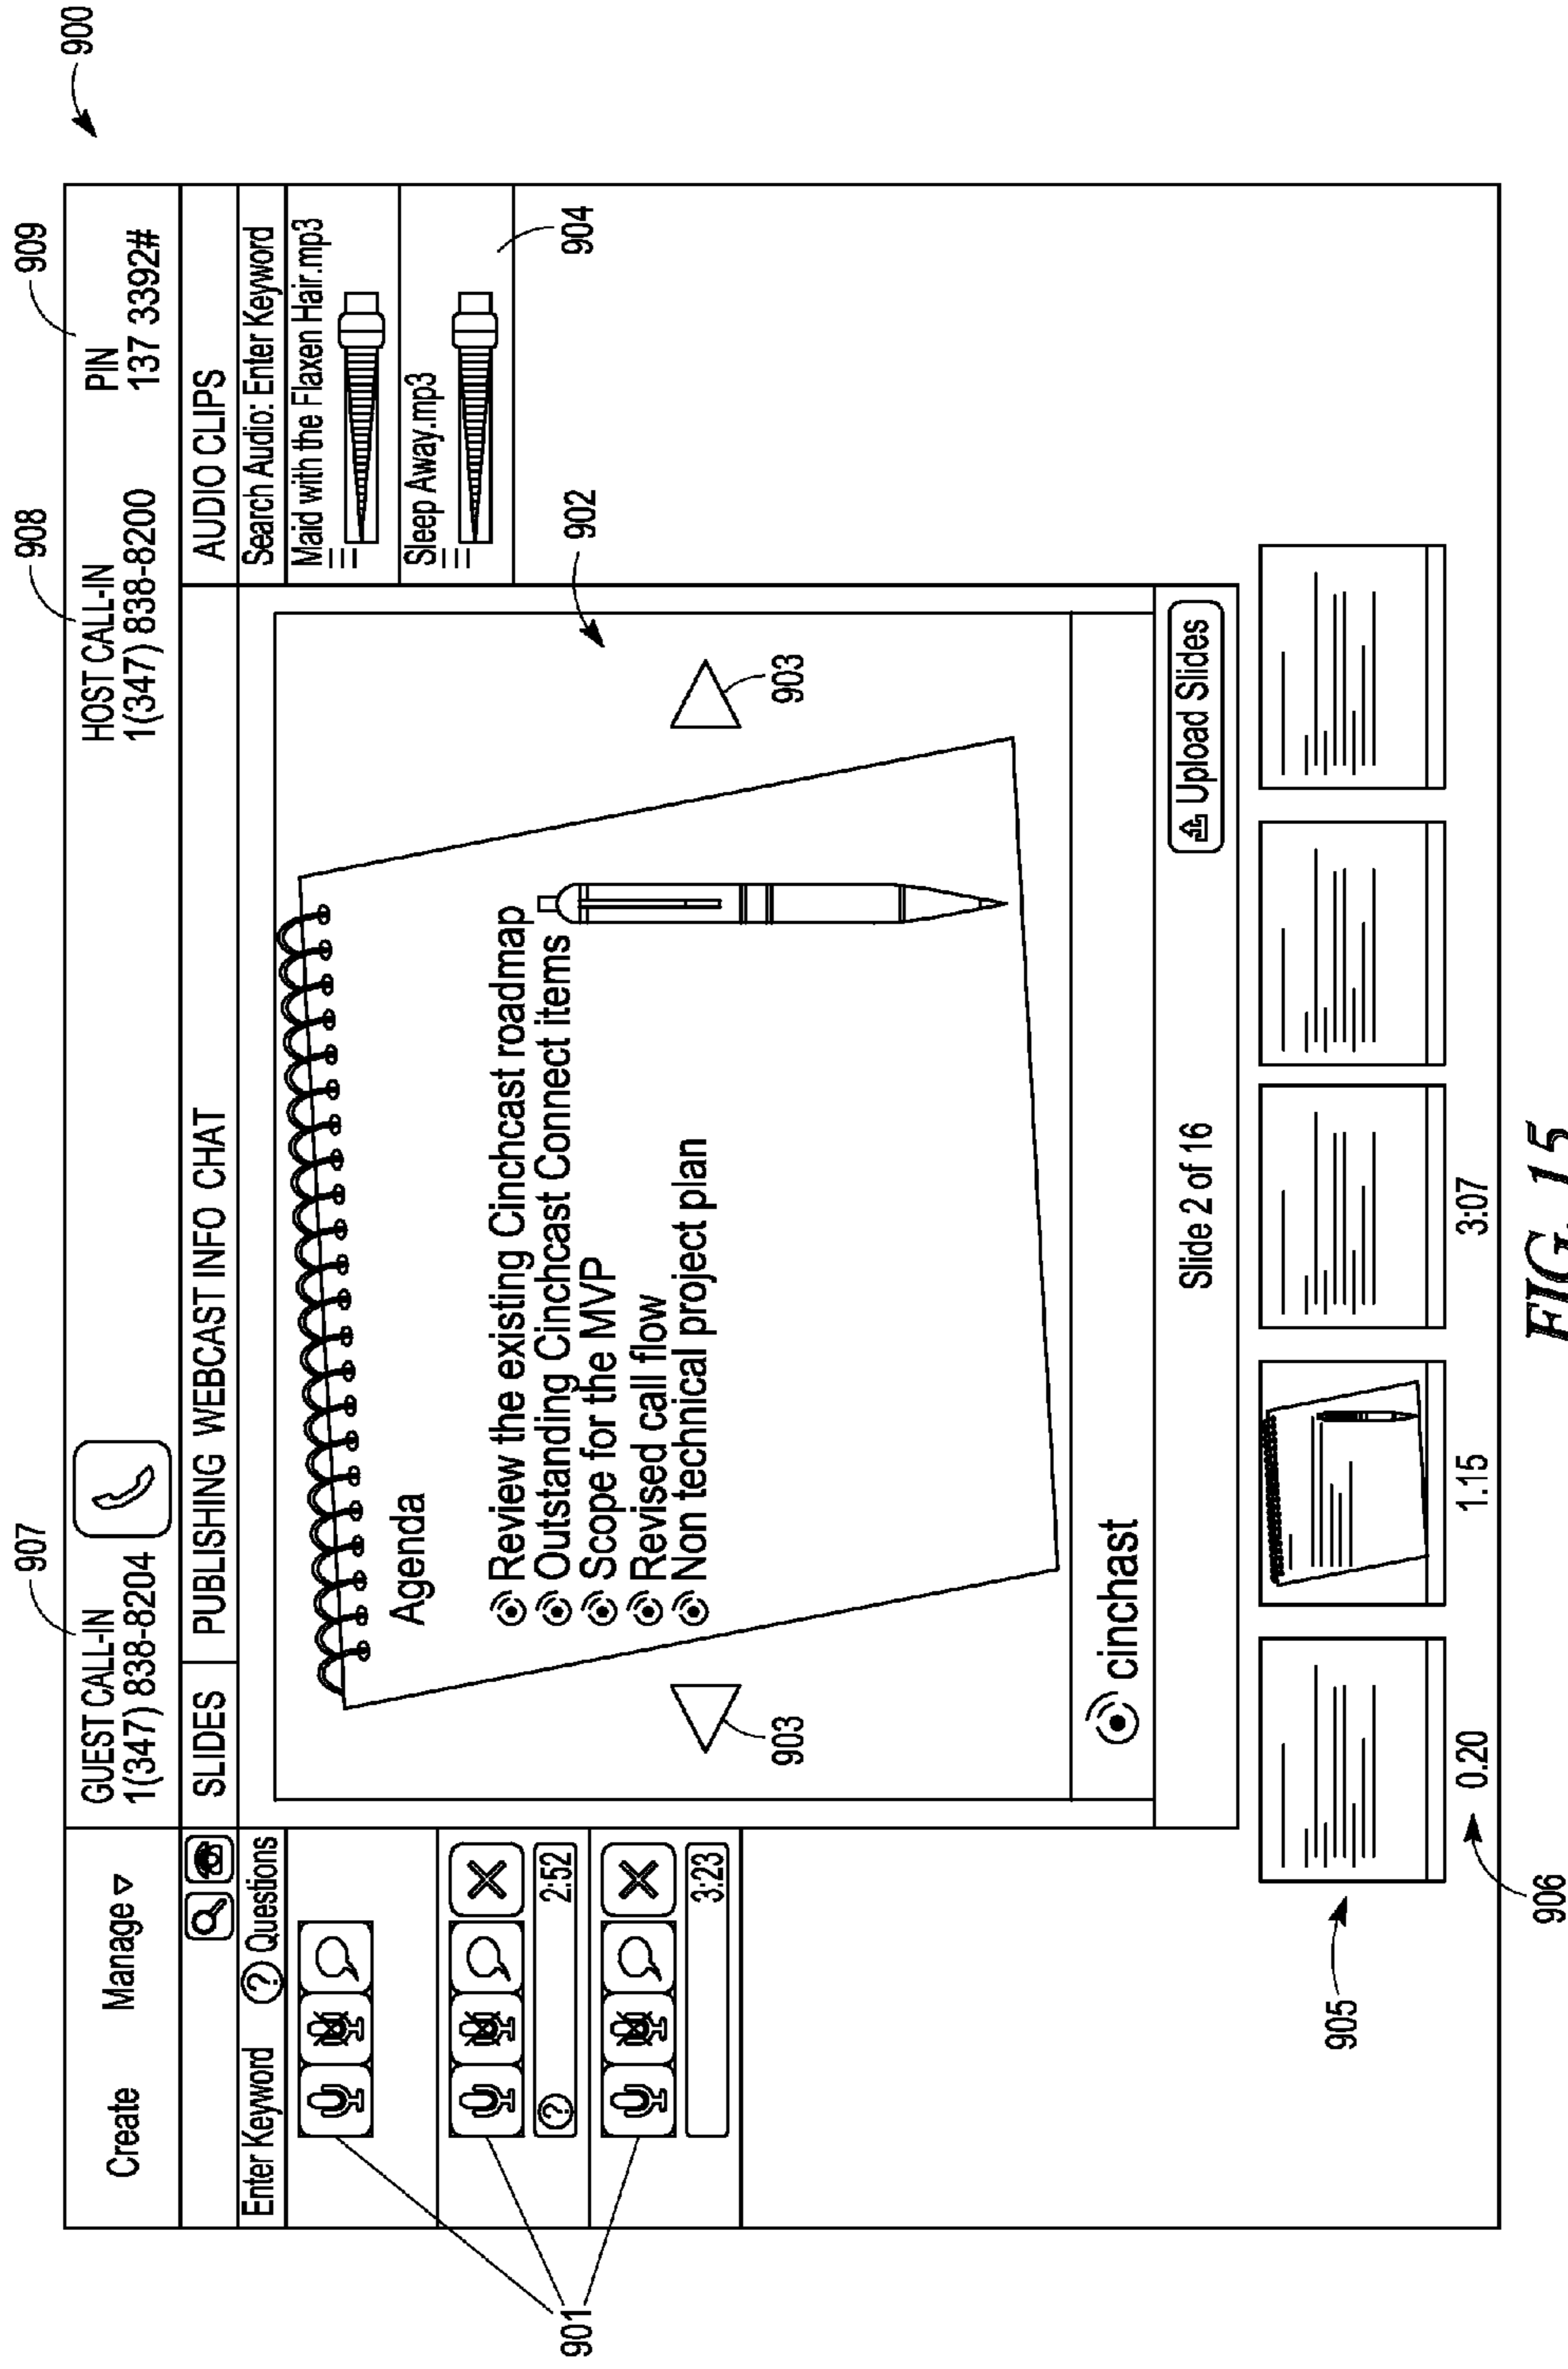 900
907
908
909
Create Manage
GUEST CALL-IN
1(347) 838-8204
HOST CALL-IN
1(347) 838-8200
PIN
137 3392#
SLIDES PUBLISHING WEBCAST INFO CHAT
AUDIO CLIPS
Enter Keyword ? Questions
Search Audio: Enter Keyword
Maid with the Flaxen Hair.mp3
Sleep Away.mp3
904
901
? 2:52
3:23
Agenda
Review the existing Cinchcast roadmap
Outstanding Cinchcast Connect items
Scope for the MVP
Revised call flow
Non technical project plan
902
903
903
cinchast
Slide 2 of 16
Upload Slides
905
906
0.20 1.15 3:07
FIG. 15